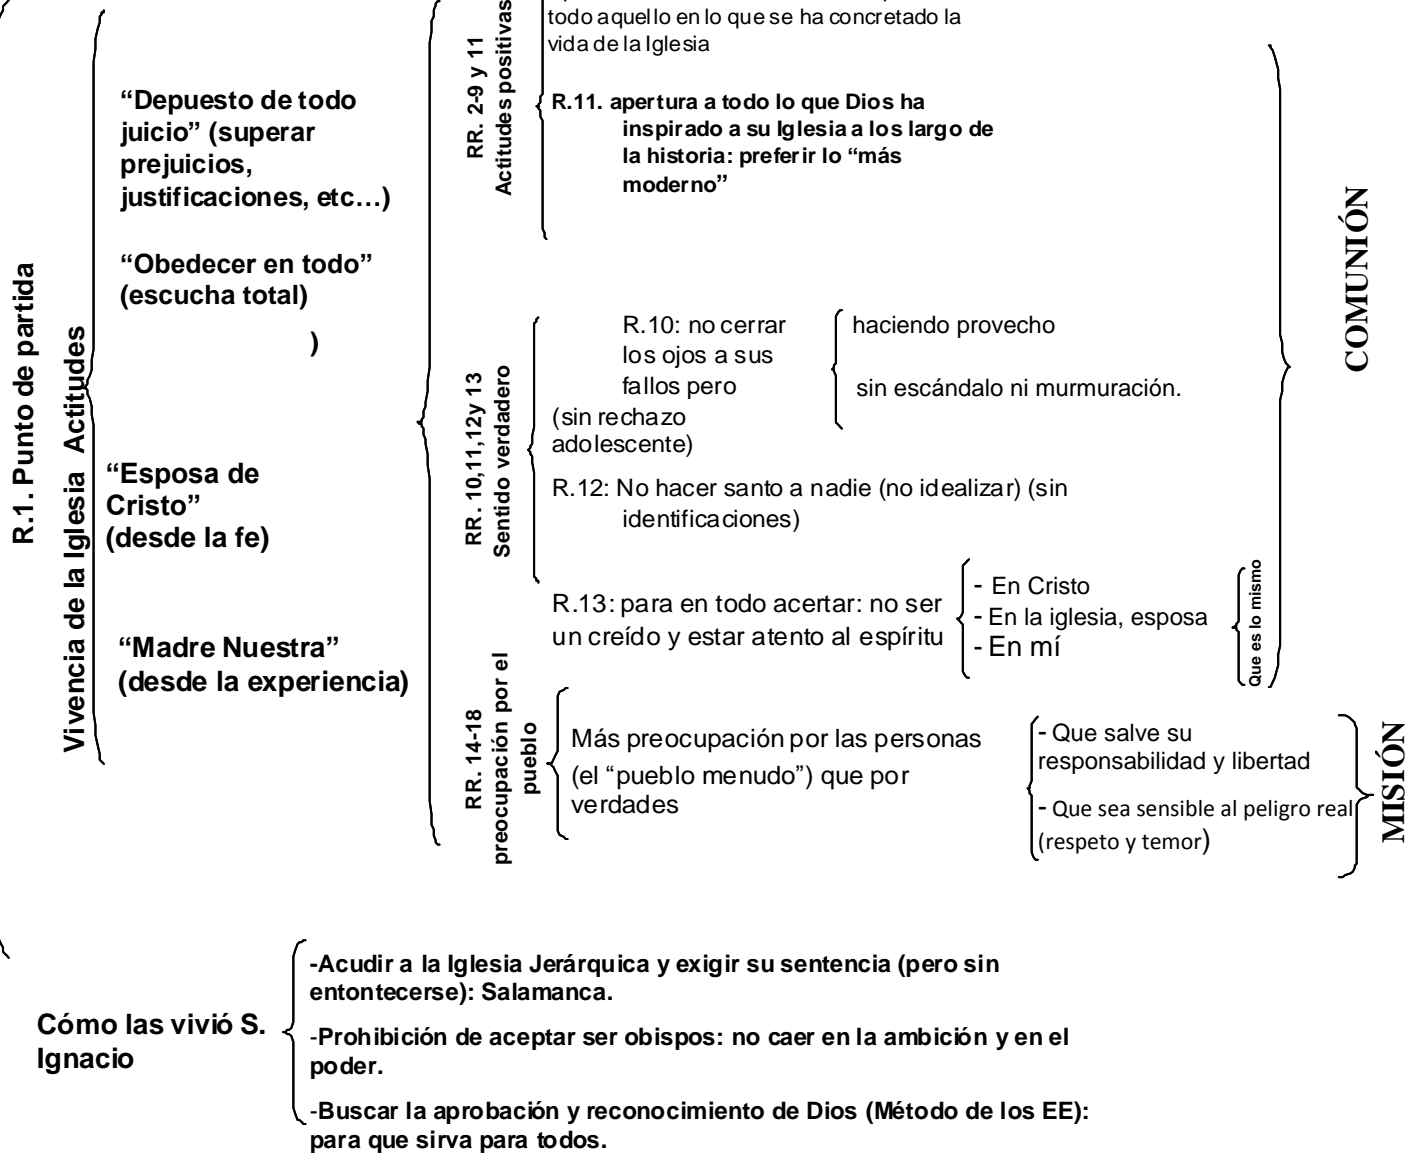 R.1. Punto de partida
Vivencia de la Iglesia Actitudes
“Depuesto de todo
juicio” (superar
prejuicios,
justificaciones, etc…)
“Obedecer en todo”
(escucha total)
)
“Esposa de
Cristo”
(desde la fe)
“Madre Nuestra”
(desde la experiencia)
RR. 2-9 y 11
Actitudes positivas
todo aquello en lo que se ha concretado la
vida de la Iglesia
R.11. apertura a todo lo que Dios ha
inspirado a su Iglesia a los largo de
la historia: preferir lo “más
moderno”
RR. 10,11,12y 13
Sentido verdadero
R.10: no cerrar
los ojos a sus
fallos pero
(sin rechazo
adolescente)
haciendo provecho
sin escándalo ni murmuración.
R.12: No hacer santo a nadie (no idealizar) (sin
identificaciones)
R.13: para en todo acertar: no ser
un creído y estar atento al espíritu
- En Cristo
- En la iglesia, esposa
- En mí
Que es lo mismo
COMUNIÓN
RR. 14-18
preocupación por el
pueblo
Más preocupación por las personas
(el “pueblo menudo”) que por
verdades
- Que salve su
responsabilidad y libertad
- Que sea sensible al peligro real
(respeto y temor)
MISIÓN
Cómo las vivió S.
Ignacio
-Acudir a la Iglesia Jerárquica y exigir su sentencia (pero sin
entontecerse): Salamanca.
-Prohibición de aceptar ser obispos: no caer en la ambición y en el
poder.
-Buscar la aprobación y reconocimiento de Dios (Método de los EE):
para que sirva para todos.